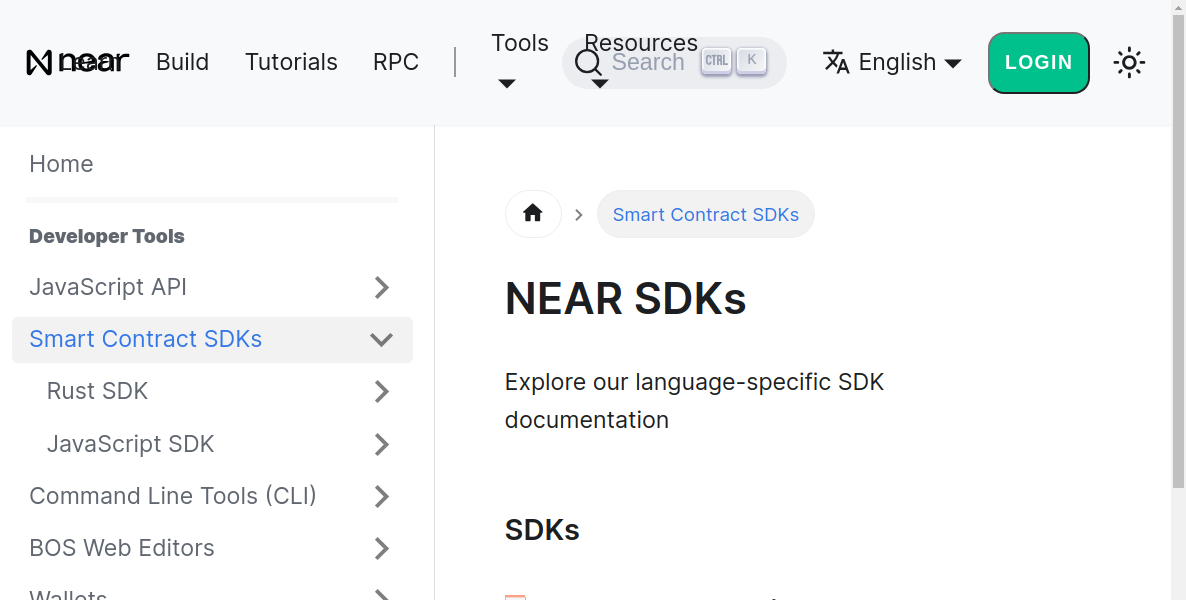 near
Learn
Build
Tutorials
RPC
Tools
Resources
Search
CTRL
K
English
LOGIN
Home
Developer Tools
JavaScript API
Smart Contract SDKs
Rust SDK
JavaScript SDK
Command Line Tools (CLI)
BOS Web Editors
Wallets
Smart Contract SDKs
NEAR SDKs
Explore our language-specific SDK
documentation
SDKs